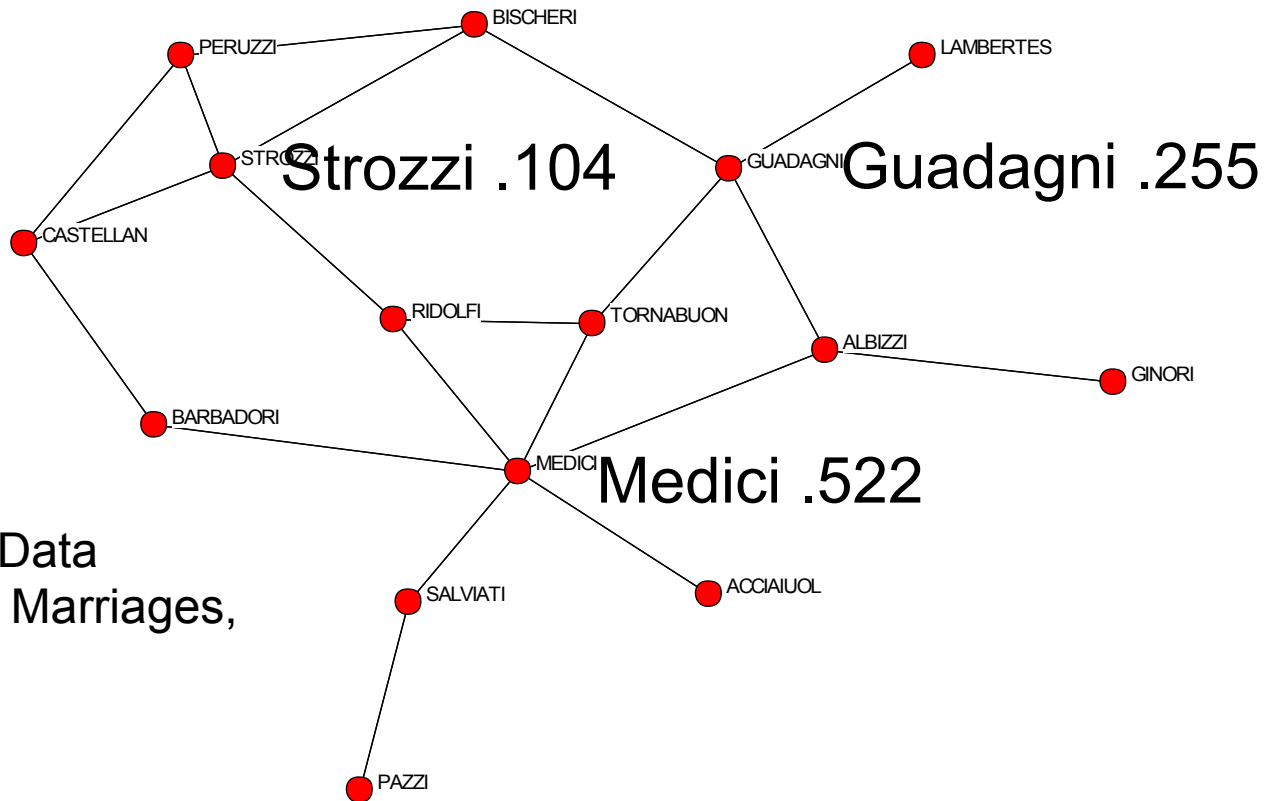 BISCHERI
PERUZZI
LAMBERTES
STROZZI
Strozzi .104
GUADAGNI
Guadagni .255
CASTELLAN
RIDOLFI
TORNABUON
ALBIZZI
GINORI
BARBADORI
MEDICI
Medici .522
Data
Marriages,
SALVIATI
ACCIAIUOL
PAZZI